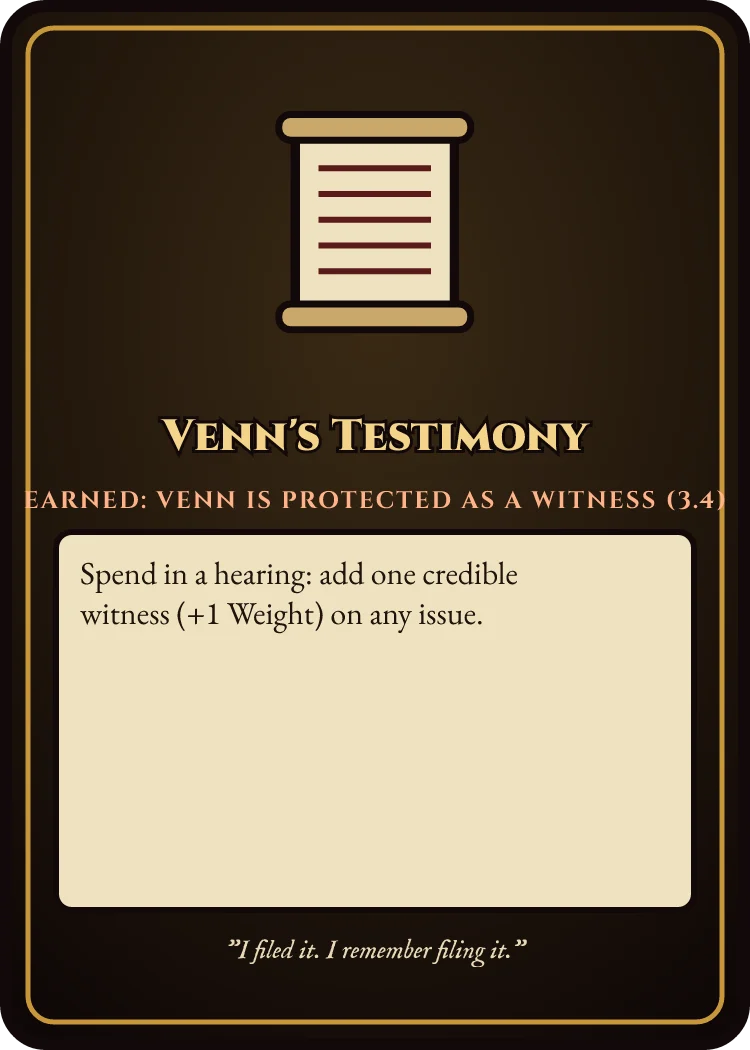 Venn's Testimony
EARNED: VENN IS PROTECTED AS A WITNESS (3.4)
Spend in a hearing: add one credible
witness (+1 Weight) on any issue.
”I filed it. I remember filing it.”